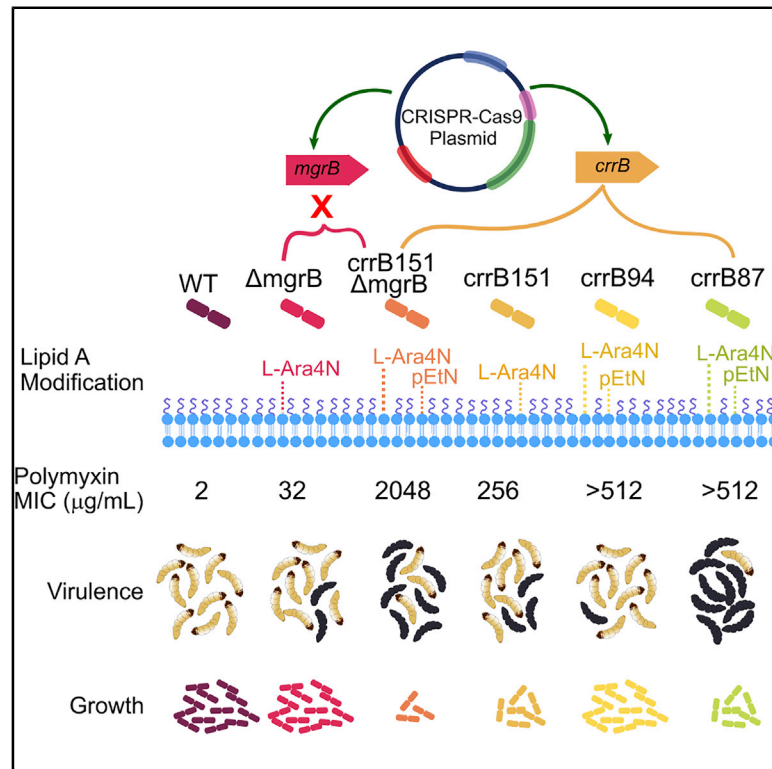 CRISPR-Cas9
Plasmid
mgrB
crrB
X
WT
ΔmgrB
crrB151
ΔmgrB
crrB151
crrB94
crrB87
Lipid A
Modification
L-Ara4N
L-Ara4N
pEtN
L-Ara4N
L-Ara4N
pEtN
L-Ara4N
pEtN
Polymyxin
MIC (μg/mL)
2
32
2048
256
>512
>512
Virulence
Growth